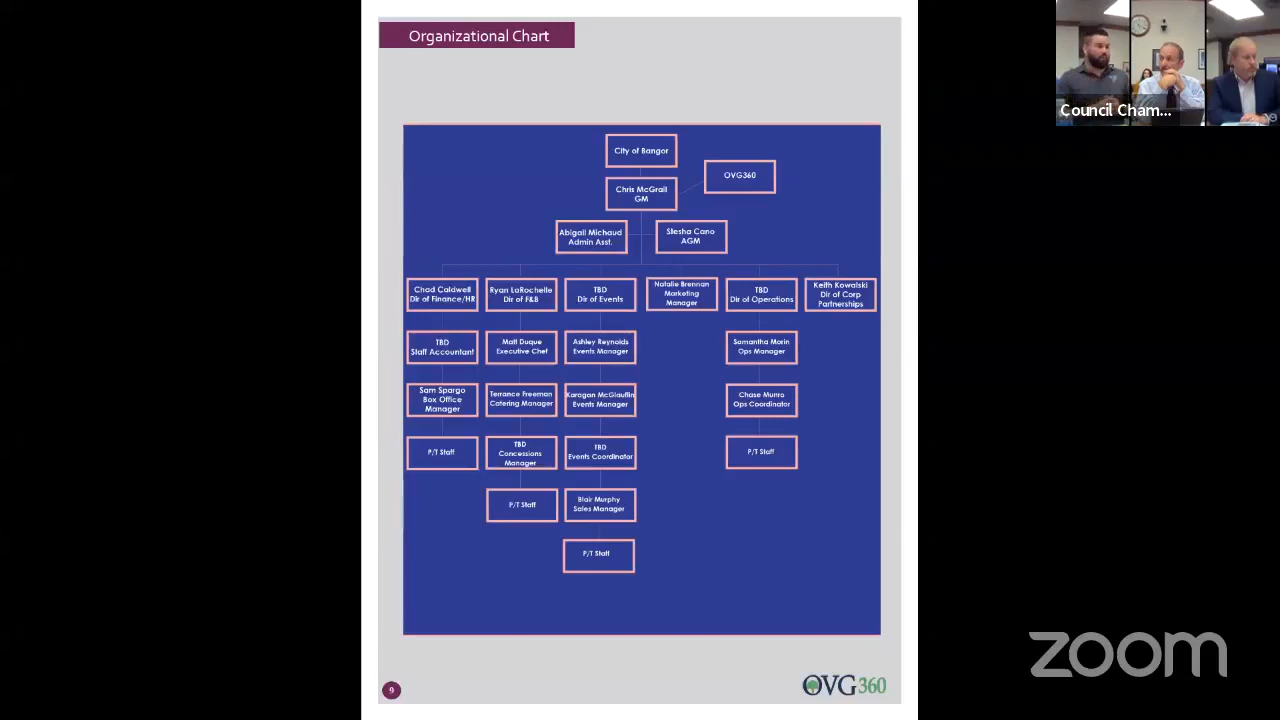 Organizational Chart
Council Cham...
City of Bangor
OVG360
Chris McGrail
GM
Abigail Michaud
Admin Asst.
Sliesha Cano
AGM
Chad Caldwell
Dir of Finance/HR
Ryan LaRochelle
Dir of F&B
TBD
Dir of Events
Natalie Brennan
Marketing
Manager
TBD
Dir of Operations
Keith Kowalski
Dir of Corp
Partnerships
TBD
Staff Accountant
Matt Duque
Executive Chef
Ashley Reynolds
Events Manager
Samantha Morin
Ops Manager
Sam Spargo
Box Office
Manager
Terrance Freeman
Catering Manager
Karagan McGlauflin
Events Manager
Chase Munro
Ops Coordinator
P/T Staff
TBD
Concessions
Manager
TBD
Events Coordinator
P/T Staff
P/T Staff
Blair Murphy
Sales Manager
P/T Staff
9
OVG360
zoom